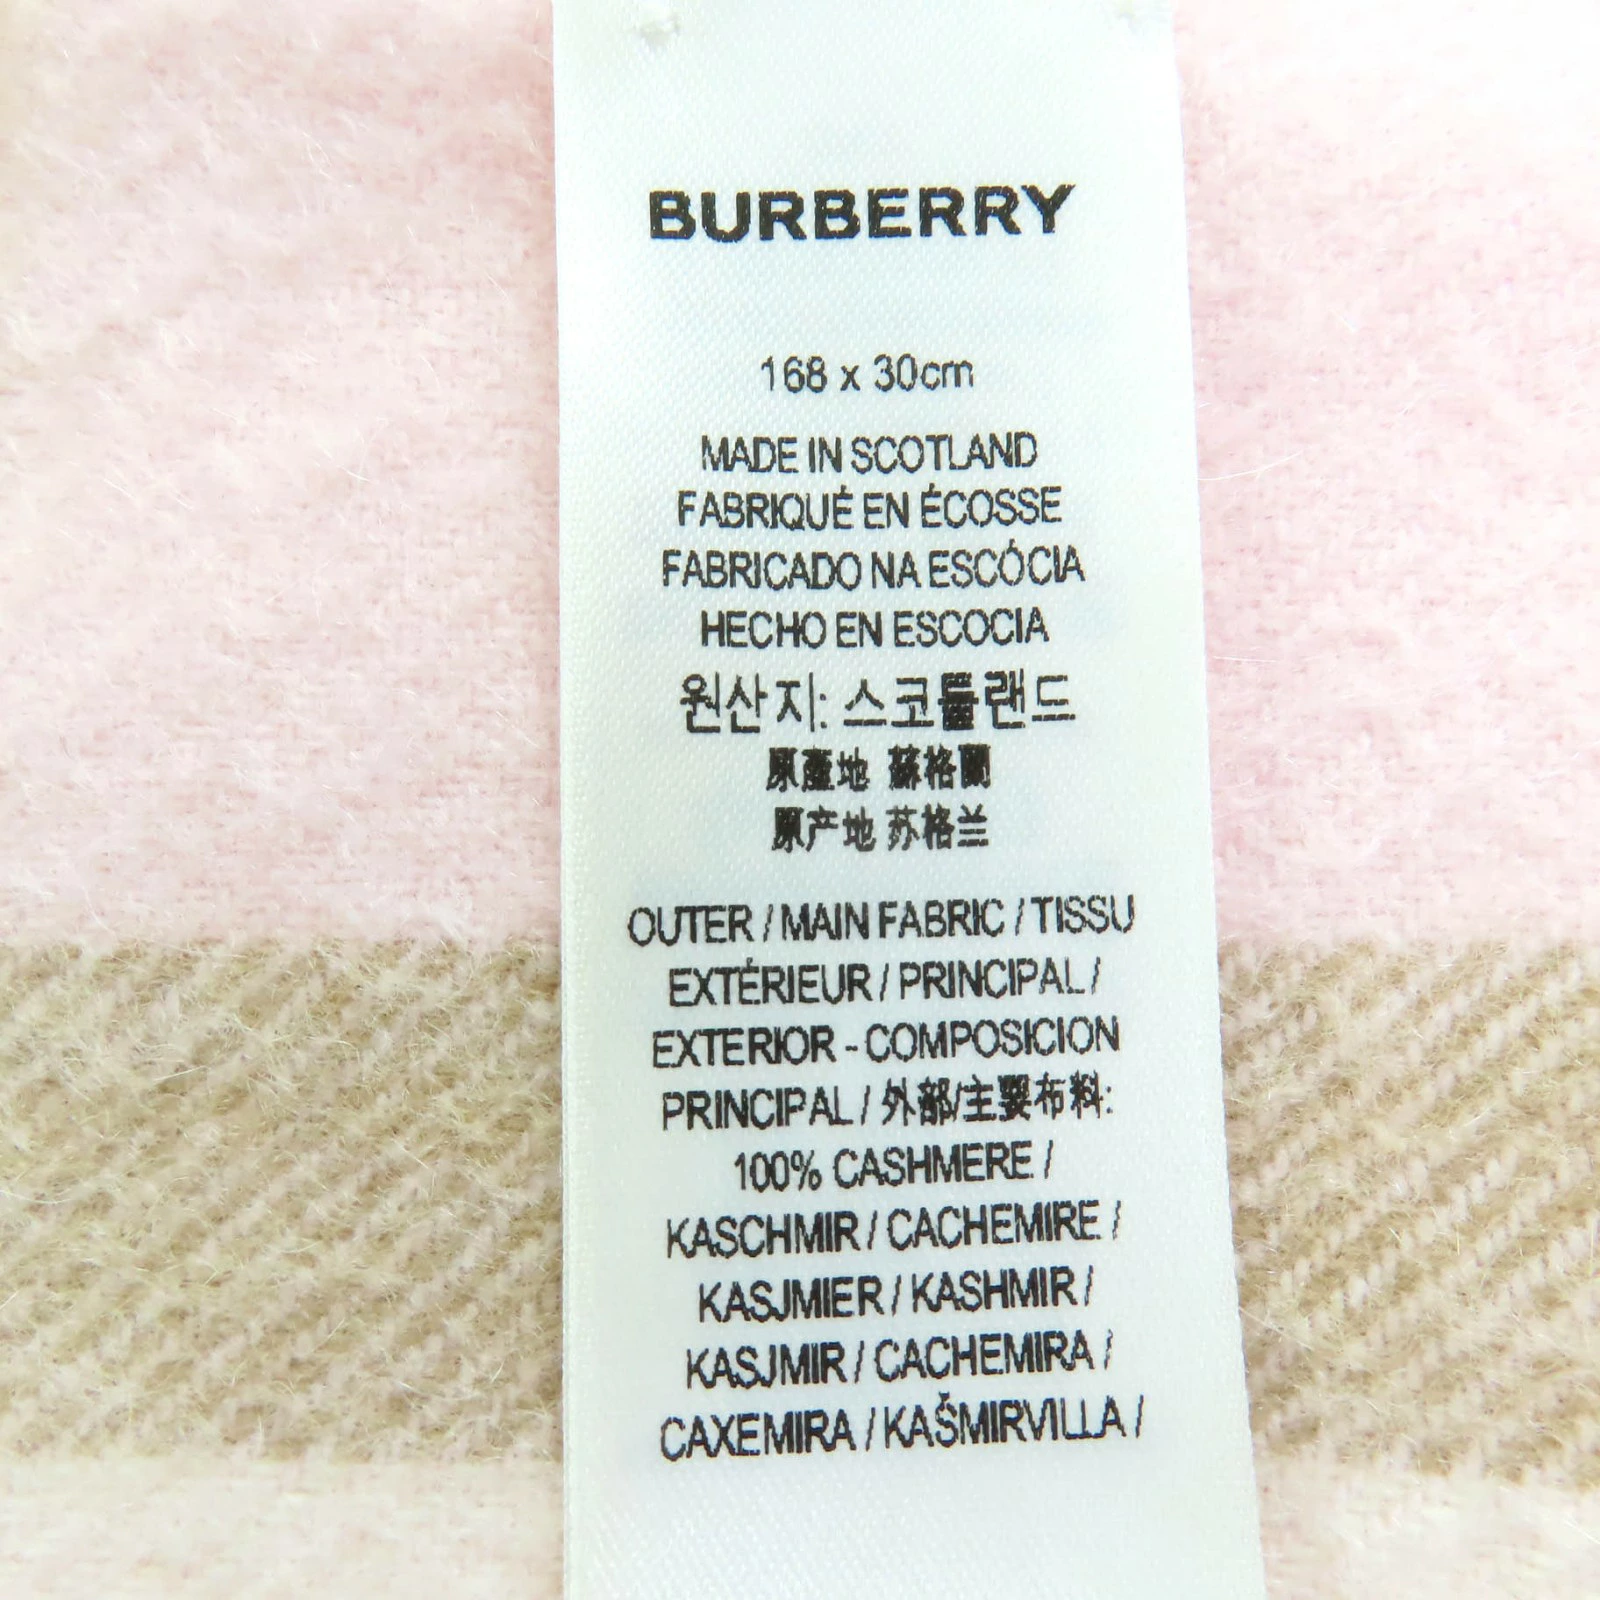 BURBERRY
168 x 30cm
MADE IN SCOTLAND
FABRIQUÉ EN ÉCOSSE
FABRICADO NA ESCÓCIA
HECHO EN ESCOCIA
원산지: 스코틀랜드
原產地 蘇格蘭
原产地 苏格兰
OUTER / MAIN FABRIC / TISSU
EXTÉRIEUR / PRINCIPAL /
EXTERIOR - COMPOSICION
PRINCIPAL / 外部/主要布料:
100% CASHMERE /
KASCHMIR / CACHEMIRE /
KASJMIER / KASHMIR /
KASJMIR / CACHEMIRA /
CAXEMIRA / KAŠMIRVILLA /